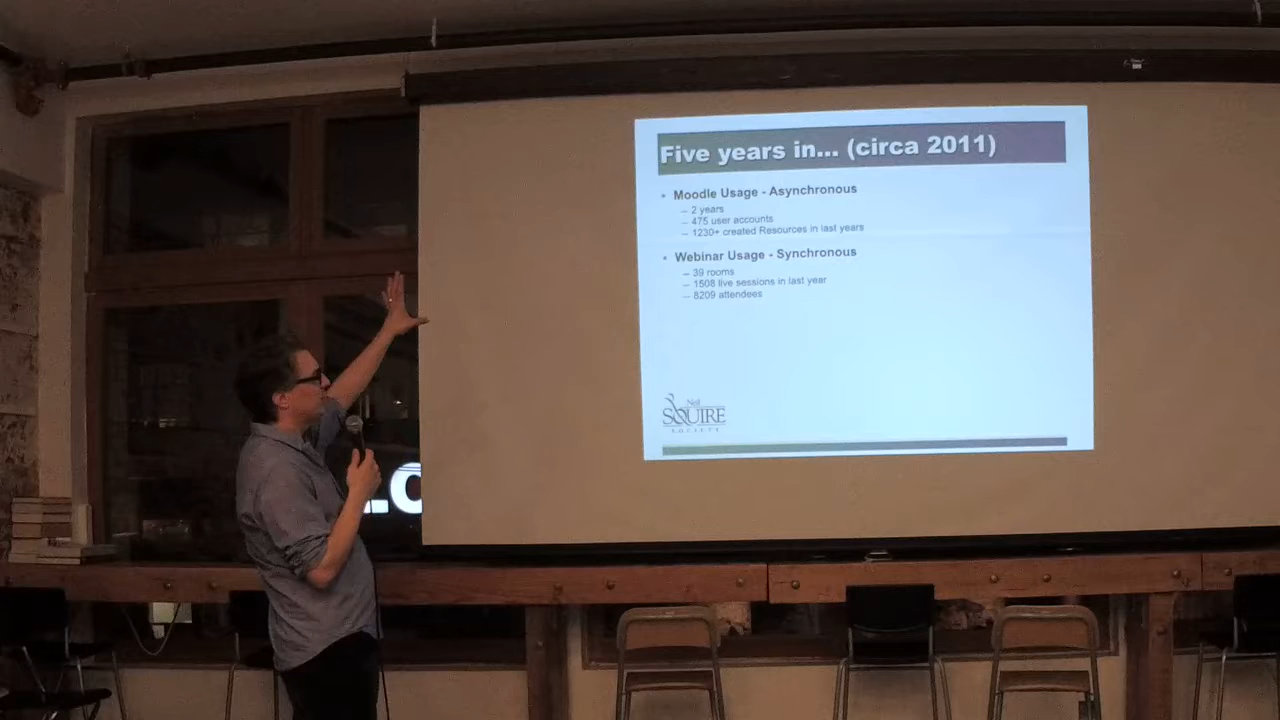 Five years in... (circa 2011)
• Moodle Usage - Asynchronous
– 2 years
– 475 user accounts
– 1230+ created Resources in last years
• Webinar Usage - Synchronous
– 39 rooms
– 1508 live sessions in last year
– 8209 attendees
Neil
SQUIRE
SOCIETY